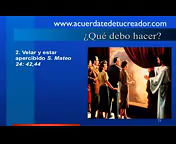 www.acuerdatedetucreador.com
¿Qué debo hacer?
2. Velar y estar
apercibido S. Mateo
24: 42,44